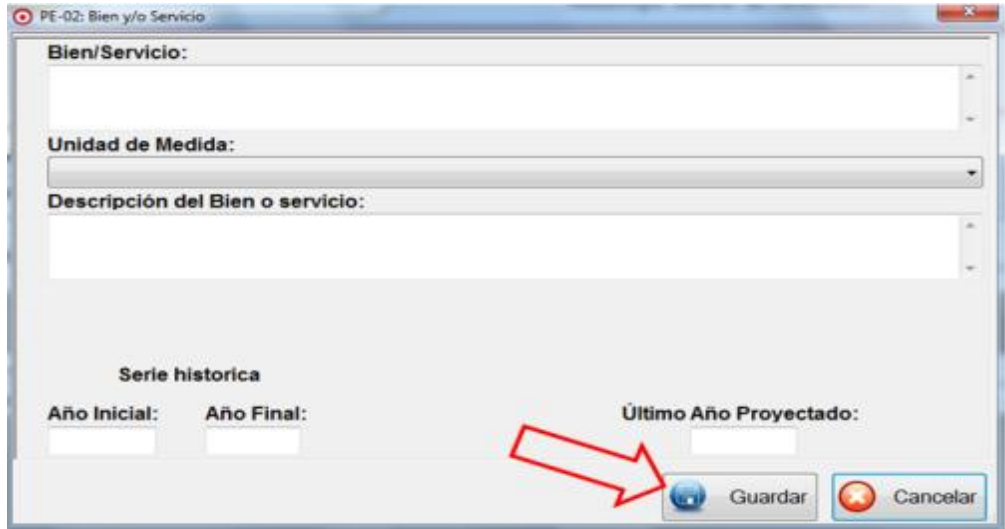 PE-02: Bien y/o Servicio
Bien/Servicio:
Unidad de Medida:
Descripción del Bien o servicio:
Serie historica
Año Inicial: Año Final: Último Año Proyectado:
Guardar Cancelar